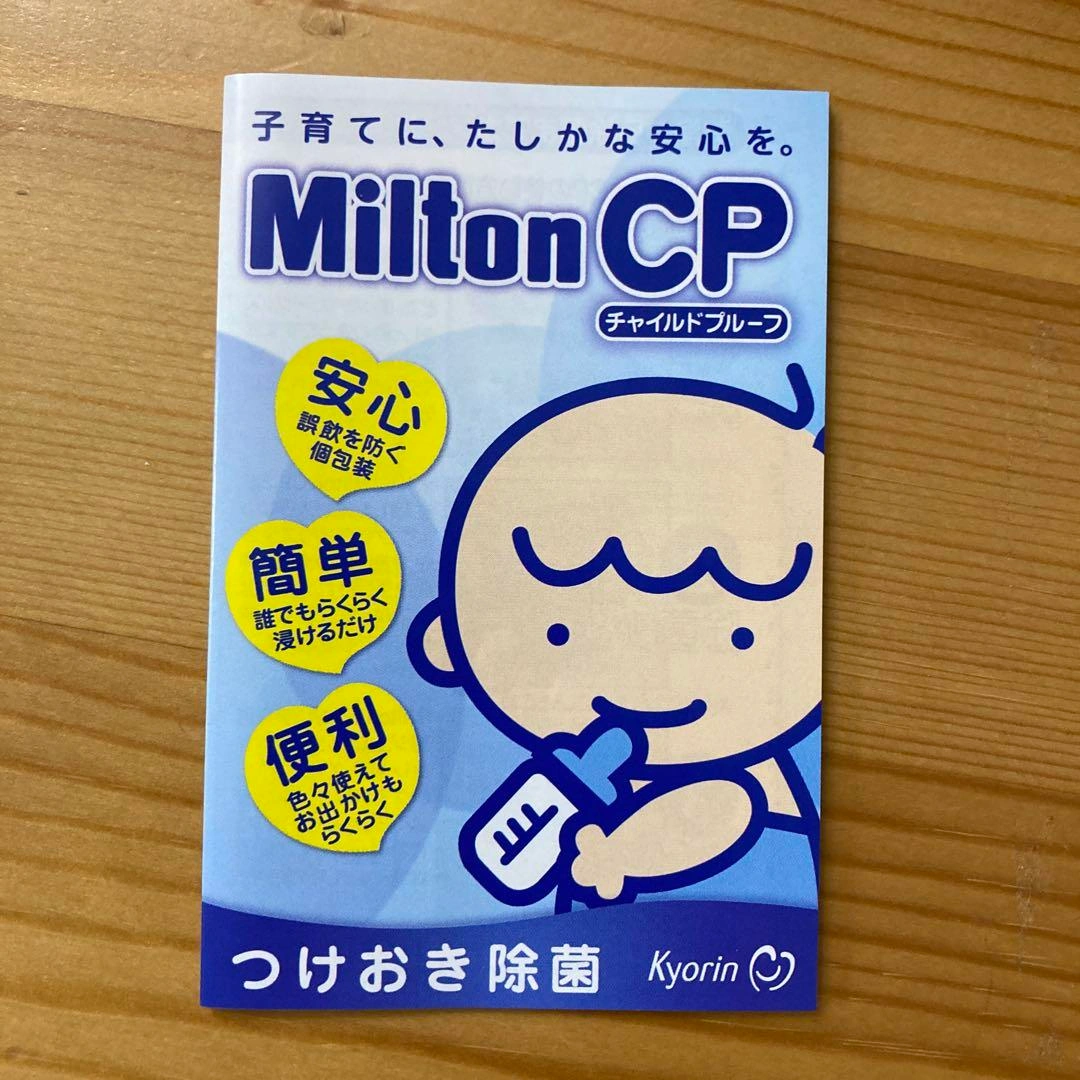 子育てに、たしかな安心を。
Milton CP
チャイルドプルーフ
安心
誤飲を防ぐ
個包装
簡単
誰でもらくらく
浸けるだけ
便利
色々使えて
お出かけも
らくらく
つけおき除菌
Kyorin